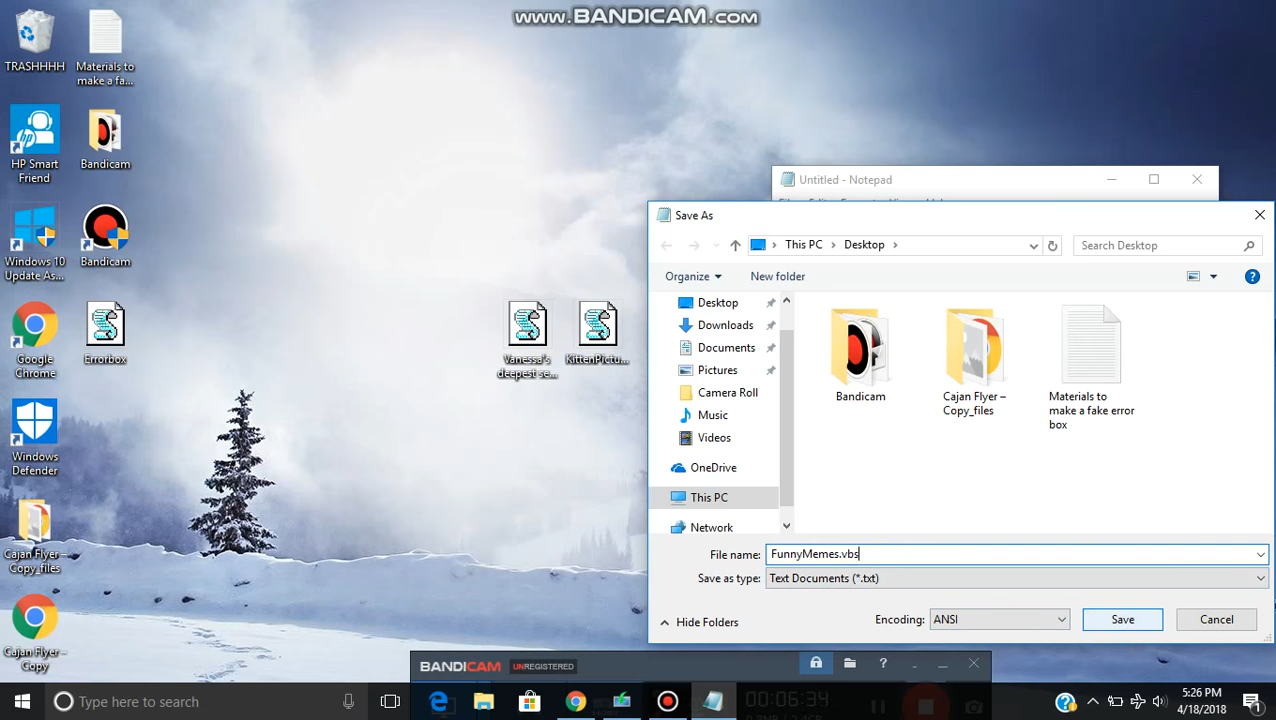 www.BANDICAM.com
TRASHHHH
Materials to
make a fa...
HP Smart
Friend
Bandicam
Windows 10
Update As...
Bandicam
Google
Chrome
Errorbox
Vanessa's
deepest se...
KittenPictu...
Windows
Defender
Cajan Flyer –
Copy_files
Cajan Flyer –
Copy
Untitled - Notepad
Save As
This PC
Desktop
Search Desktop
Organize
New folder
Desktop
Downloads
Documents
Pictures
Camera Roll
Music
Videos
OneDrive
This PC
Network
Bandicam
Cajan Flyer –
Copy_files
Materials to
make a fake error
box
File name: FunnyMemes.vbs
Save as type: Text Documents (*.txt)
Hide Folders
Encoding: ANSI
Save
Cancel
BANDICAM UNREGISTERED
00:06:34
Type here to search
5:26 PM
4/18/2018